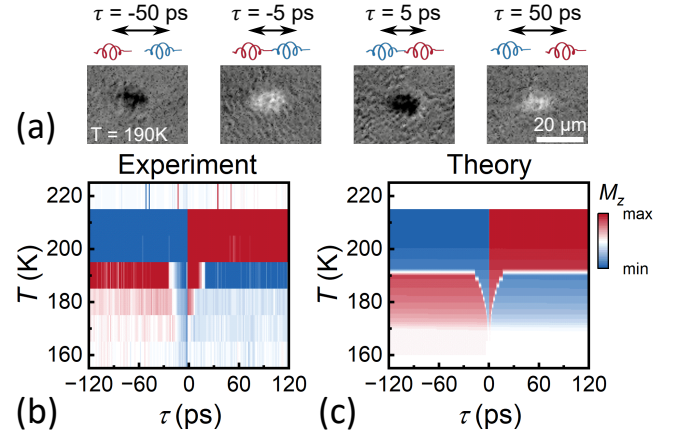 τ = -50 ps τ = -5 ps τ = 5 ps τ = 50 ps
T = 190K 20 μm
(a)
Experiment Theory
220 220
200 200
180 180
160 160
T (K) T (K)
M_z
max
min
−120 −60 0 60 120 −120 −60 0 60 120
(b) τ (ps) (c) τ (ps)